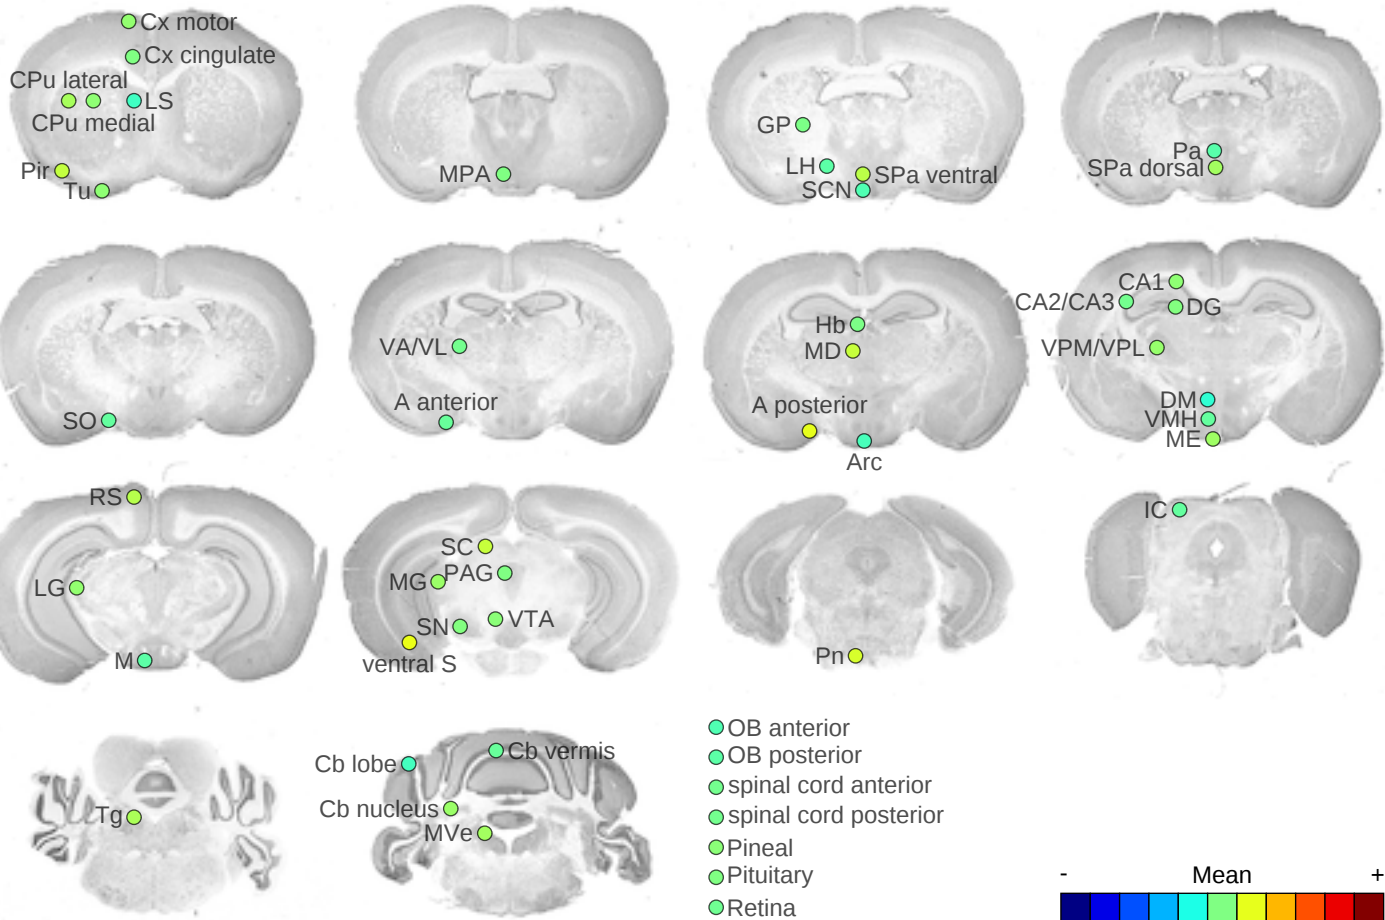 Cx motor
Cx cingulate
CPu lateral
LS
CPu medial
Pir
Tu
MPA
GP
LH
SPa ventral
SCN
Pa
SPa dorsal
SO
VA/VL
A anterior
Hb
MD
A posterior
Arc
CA1
CA2/CA3
DG
VPM/VPL
DM
VMH
ME
RS
LG
M
SC
MG
PAG
SN
VTA
ventral S
Pn
IC
Tg
Cb lobe
Cb vermis
Cb nucleus
MVe
OB anterior
OB posterior
spinal cord anterior
spinal cord posterior
Pineal
Pituitary
Retina
- Mean +